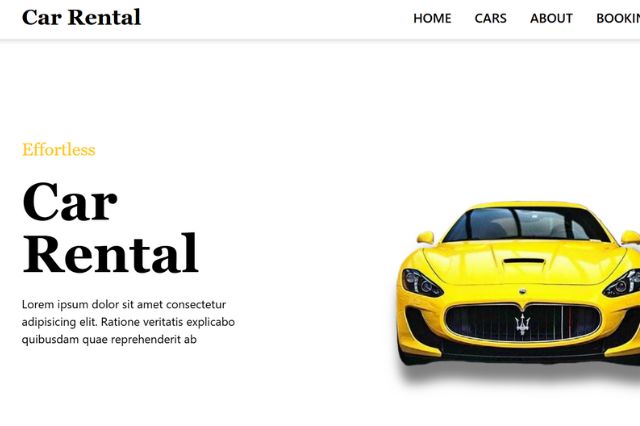 Car Rental
HOME CARS ABOUT
Effortless
Car
Rental
Lorem ipsum dolor sit amet consectetur
adipisicing elit. Ratione veritatis explicabo
quibusdam quae reprehenderit ab